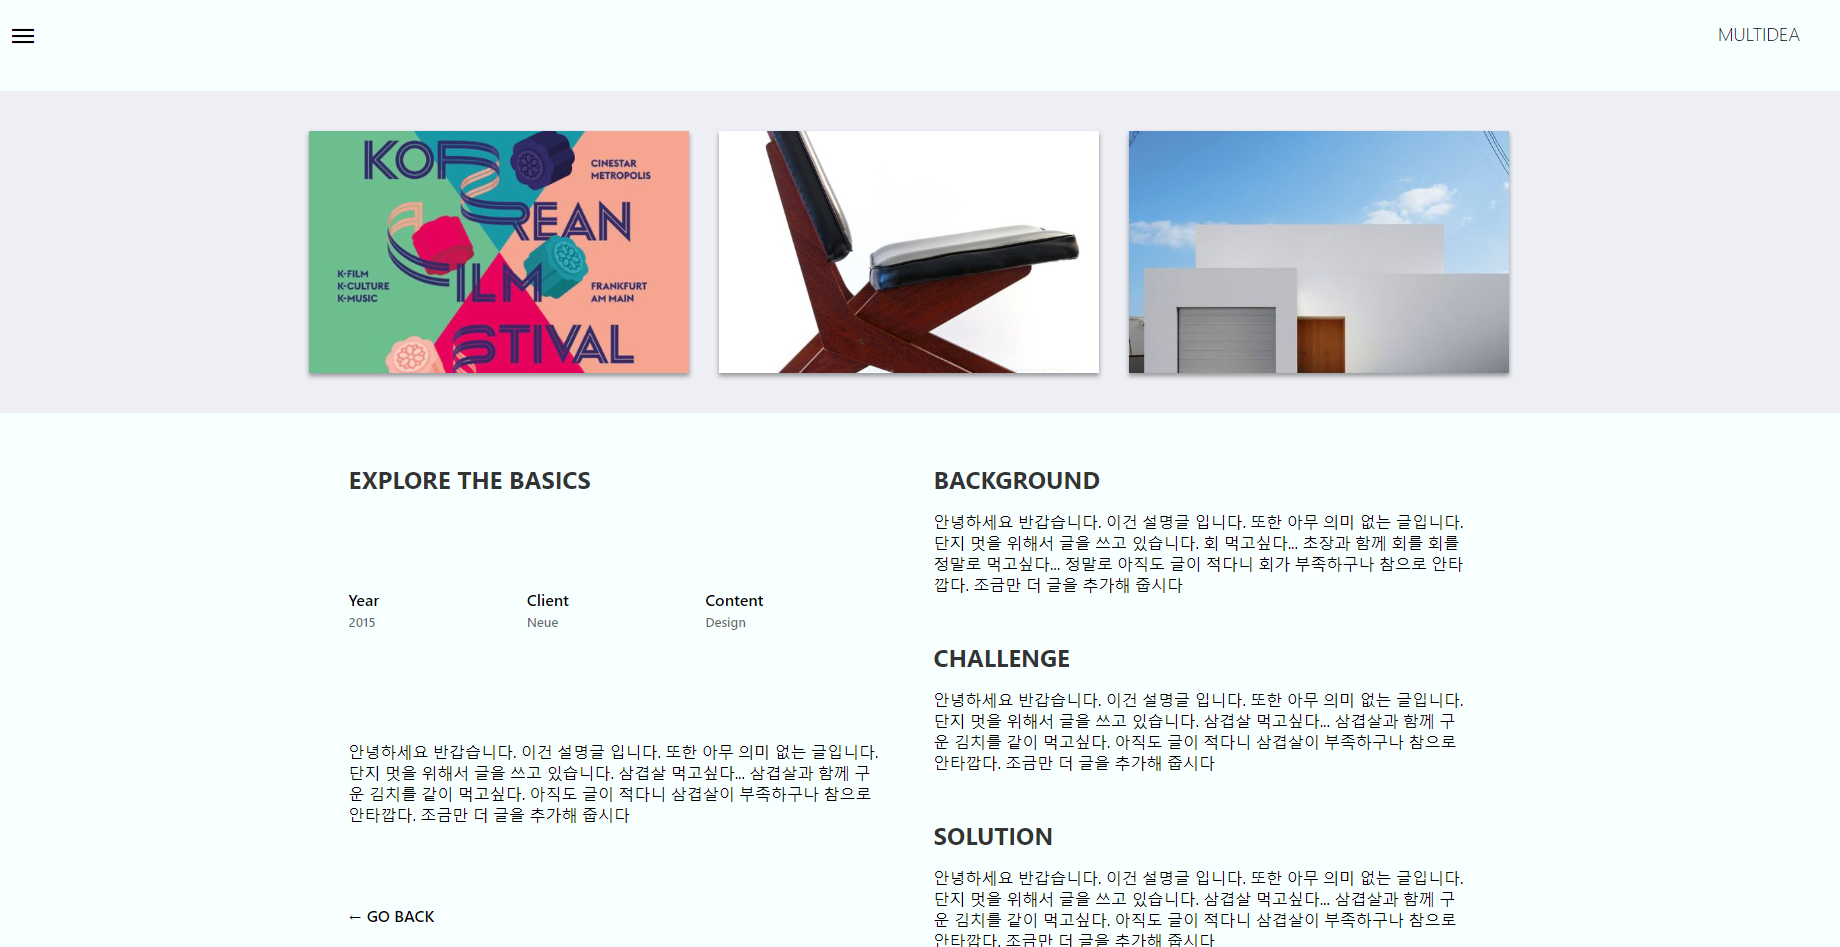 MULTIDEA
KOREAN
FILM
STIVAL
CINESTAR
METROPOLIS
K-FILM
K-CULTURE
K-MUSIC
FRANKFURT
AM MAIN
EXPLORE THE BASICS
Year
Client
Content
2015
Neue
Design
안녕하세요 반갑습니다. 이건 설명글 입니다. 또한 아무 의미 없는 글입니다.
단지 멋을 위해서 글을 쓰고 있습니다. 삼겹살 먹고싶다... 삼겹살과 함께 구
운 김치를 같이 먹고싶다. 아직도 글이 적다니 삼겹살이 부족하구나 참으로
안타깝다. 조금만 더 글을 추가해 줍시다
← GO BACK
BACKGROUND
안녕하세요 반갑습니다. 이건 설명글 입니다. 또한 아무 의미 없는 글입니다.
단지 멋을 위해서 글을 쓰고 있습니다. 회 먹고싶다... 초장과 함께 회를 회를
정말로 먹고싶다... 정말로 아직도 글이 적다니 회가 부족하구나 참으로 안타
깝다. 조금만 더 글을 추가해 줍시다
CHALLENGE
안녕하세요 반갑습니다. 이건 설명글 입니다. 또한 아무 의미 없는 글입니다.
단지 멋을 위해서 글을 쓰고 있습니다. 삼겹살 먹고싶다... 삼겹살과 함께 구
운 김치를 같이 먹고싶다. 아직도 글이 적다니 삼겹살이 부족하구나 참으로
안타깝다. 조금만 더 글을 추가해 줍시다
SOLUTION
안녕하세요 반갑습니다. 이건 설명글 입니다. 또한 아무 의미 없는 글입니다.
단지 멋을 위해서 글을 쓰고 있습니다. 삼겹살 먹고싶다... 삼겹살과 함께 구
운 김치를 같이 먹고싶다. 아직도 글이 적다니 삼겹살이 부족하구나 참으로
안타깝다. 조금만 더 글을 추가해 줍시다